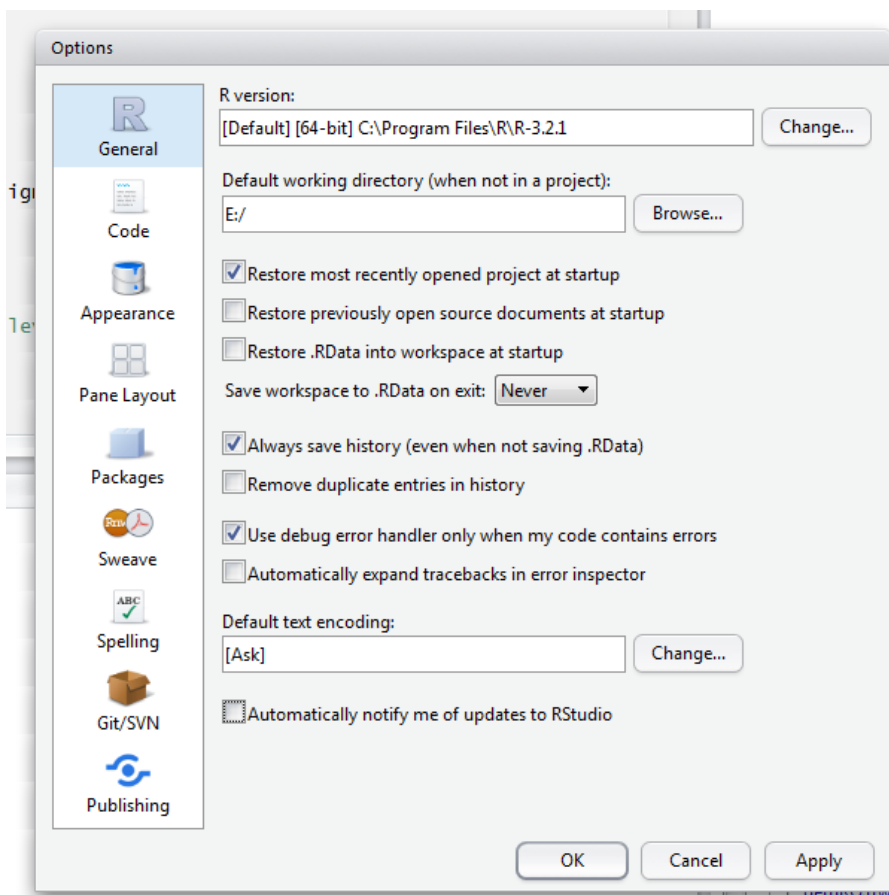 Options
R
General
Code
Appearance
Pane Layout
Packages
Rnw
Sweave
ABC
Spelling
Git/SVN
Publishing
R version:
[Default] [64-bit] C:\Program Files\R\R-3.2.1
Change...
Default working directory (when not in a project):
E:/
Browse...
Restore most recently opened project at startup
Restore previously open source documents at startup
Restore .RData into workspace at startup
Save workspace to .RData on exit: Never
Always save history (even when not saving .RData)
Remove duplicate entries in history
Use debug error handler only when my code contains errors
Automatically expand tracebacks in error inspector
Default text encoding:
[Ask]
Change...
Automatically notify me of updates to RStudio
OK Cancel Apply
ig
lev